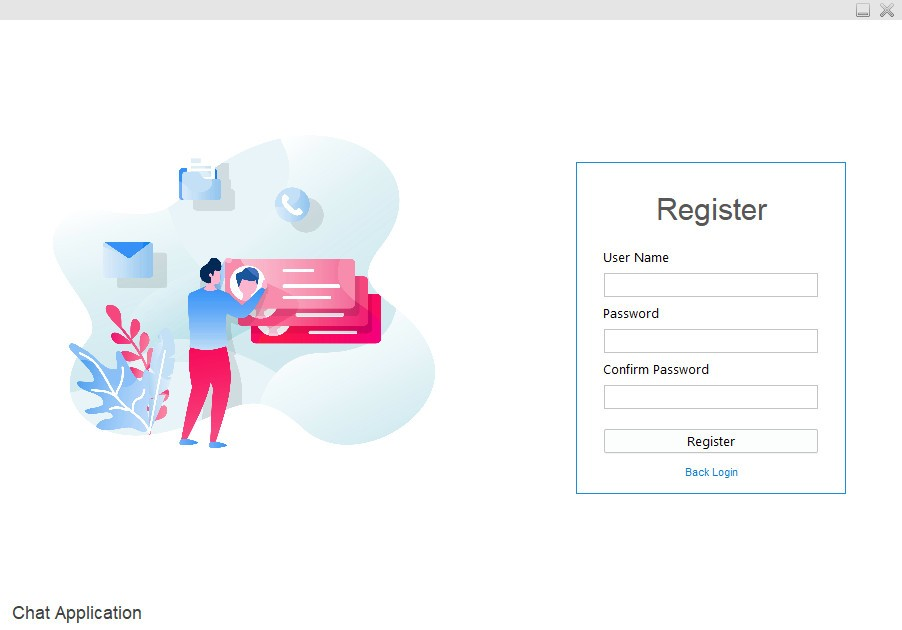 Register
User Name
Password
Confirm Password
Register
Back Login
Chat Application